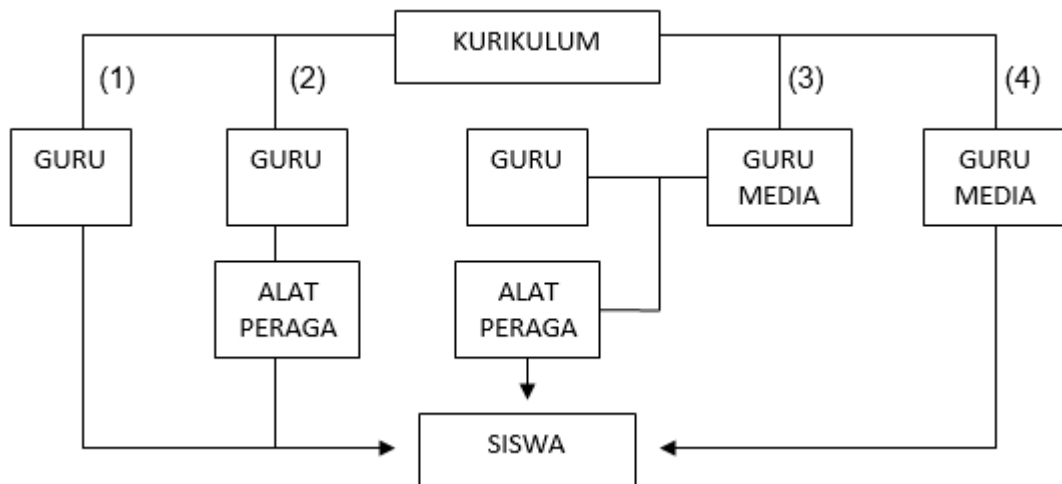 KURIKULUM
(1)
(2)
(3)
(4)
GURU
GURU
GURU
GURU
MEDIA
GURU
MEDIA
ALAT
PERAGA
ALAT
PERAGA
SISWA